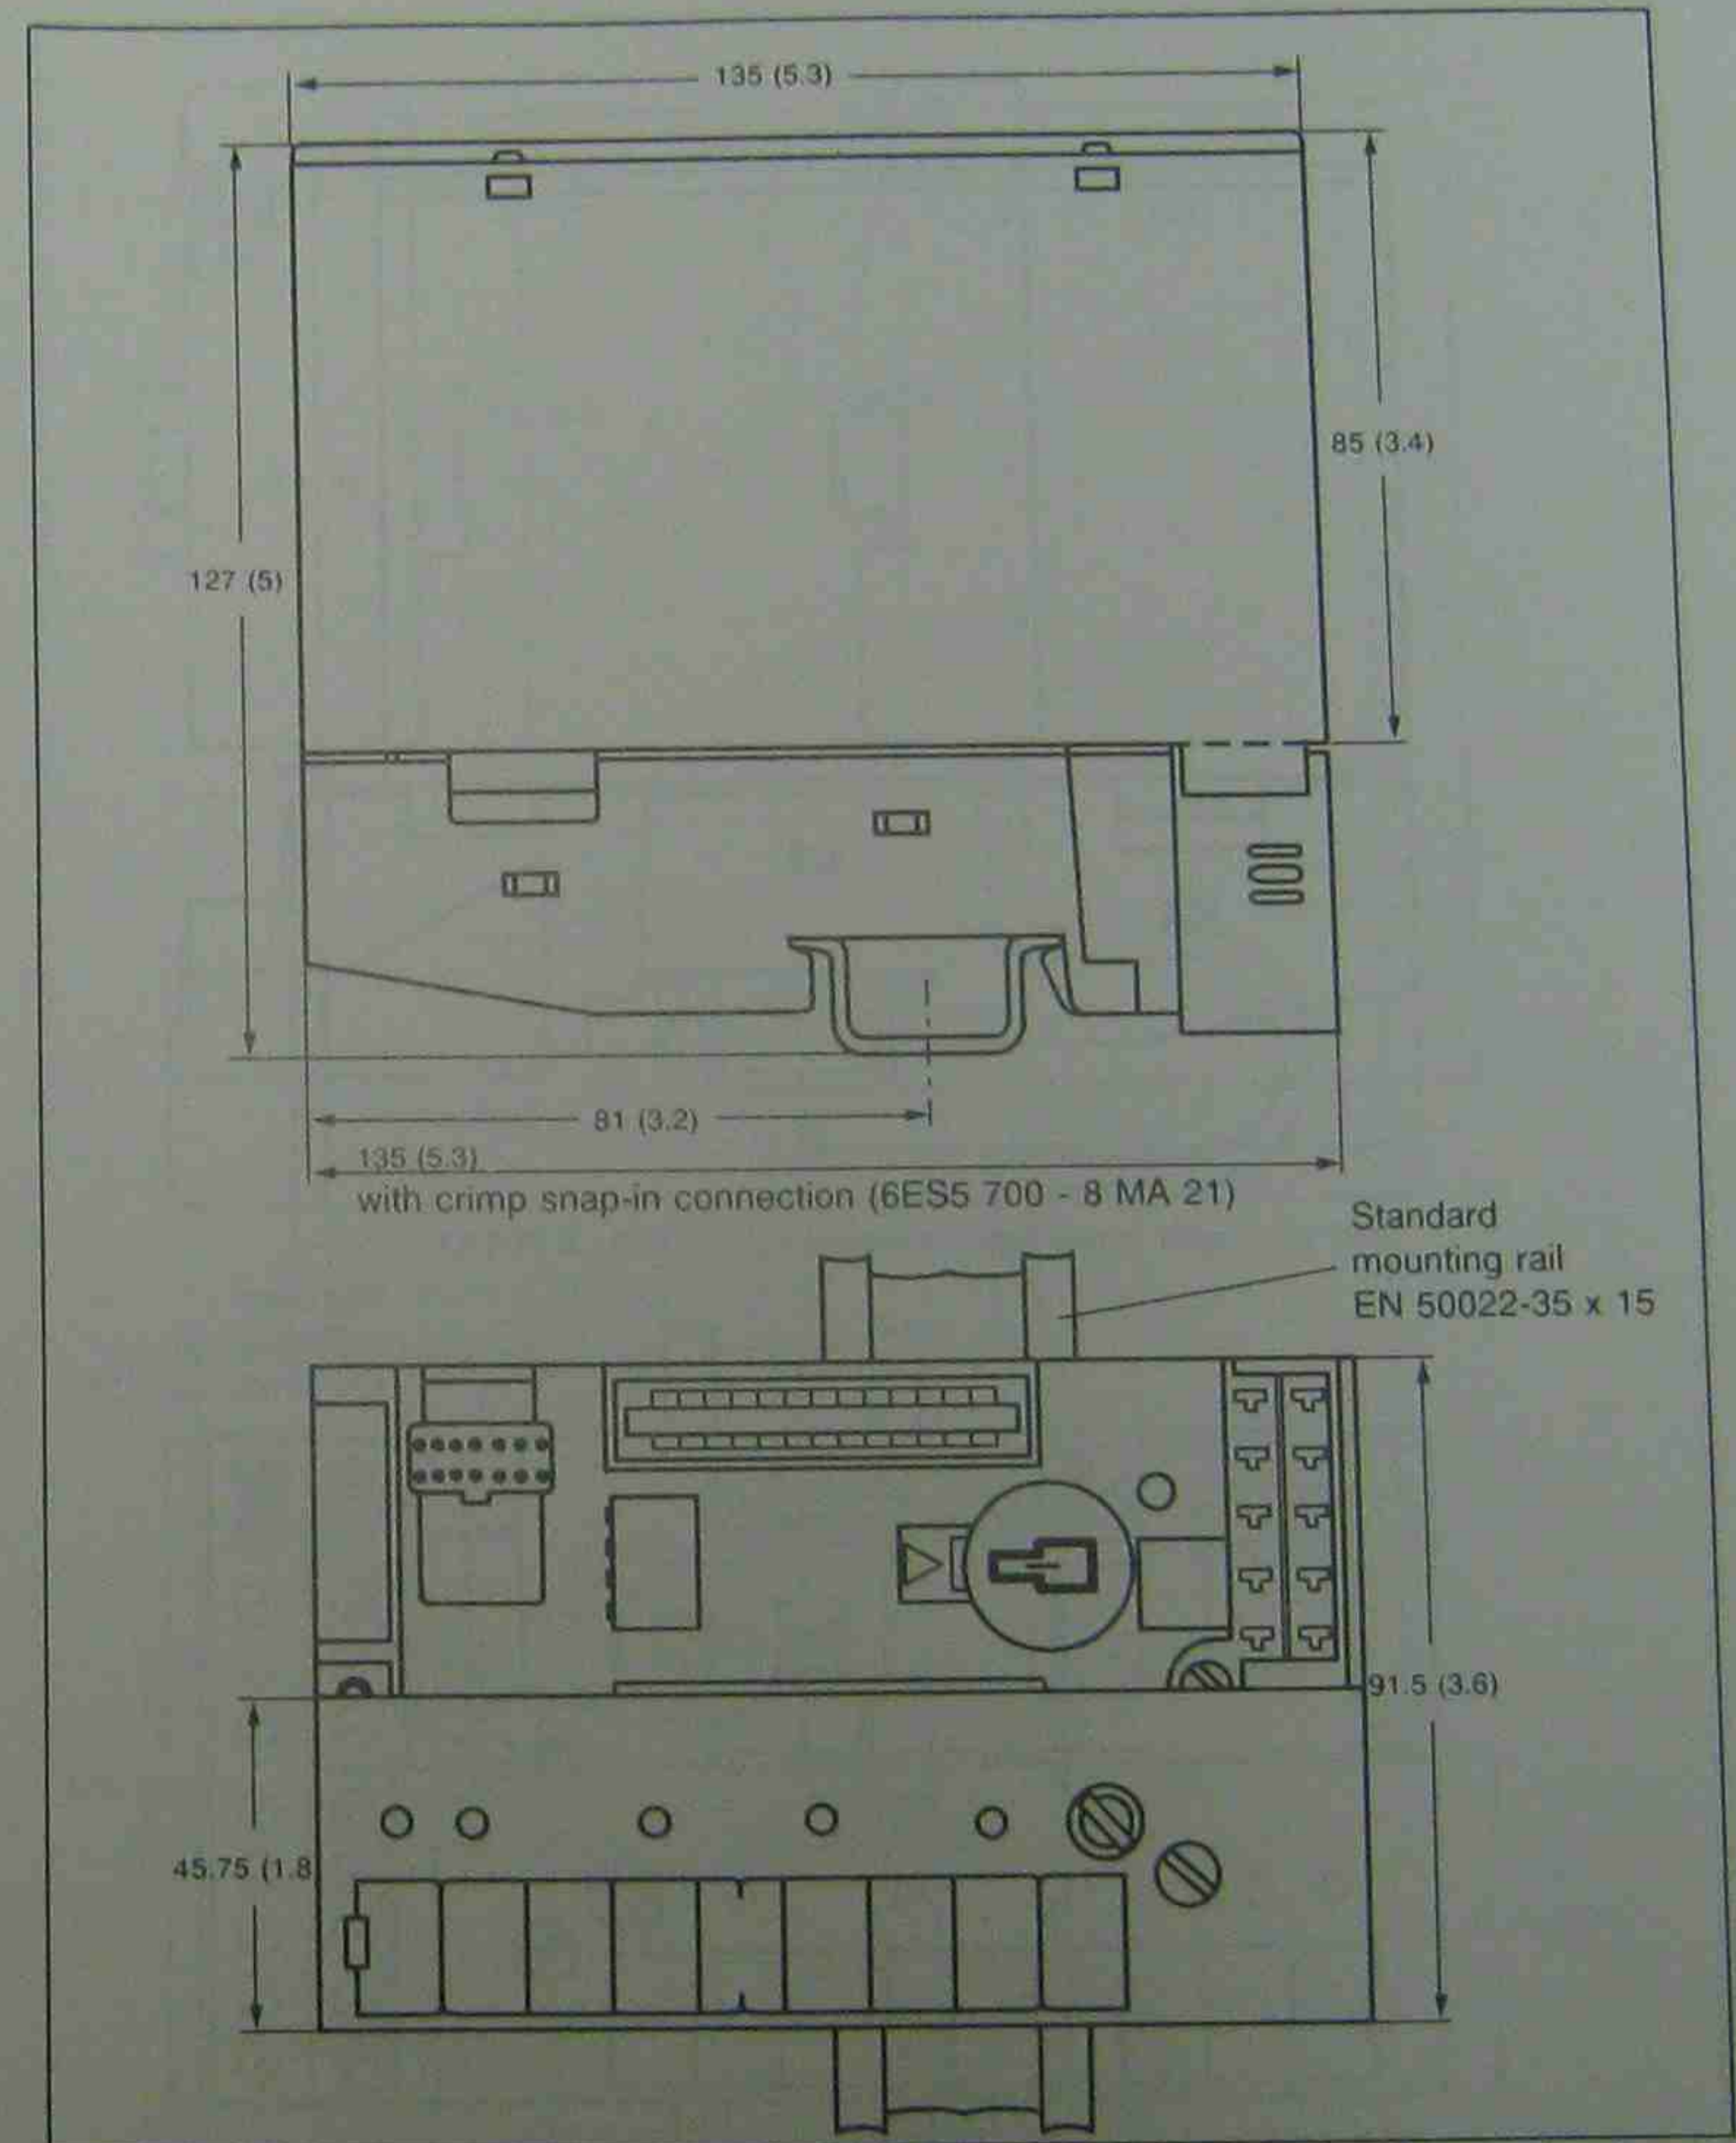 135 (5.3)
85 (3.4)
127 (5)
81 (3.2)
135 (5.3)
with crimp snap-in connection (6ES5 700 - 8 MA 21)
Standard
mounting rail
EN 50022-35 x 15
91.5 (3.6)
45.75 (1.8